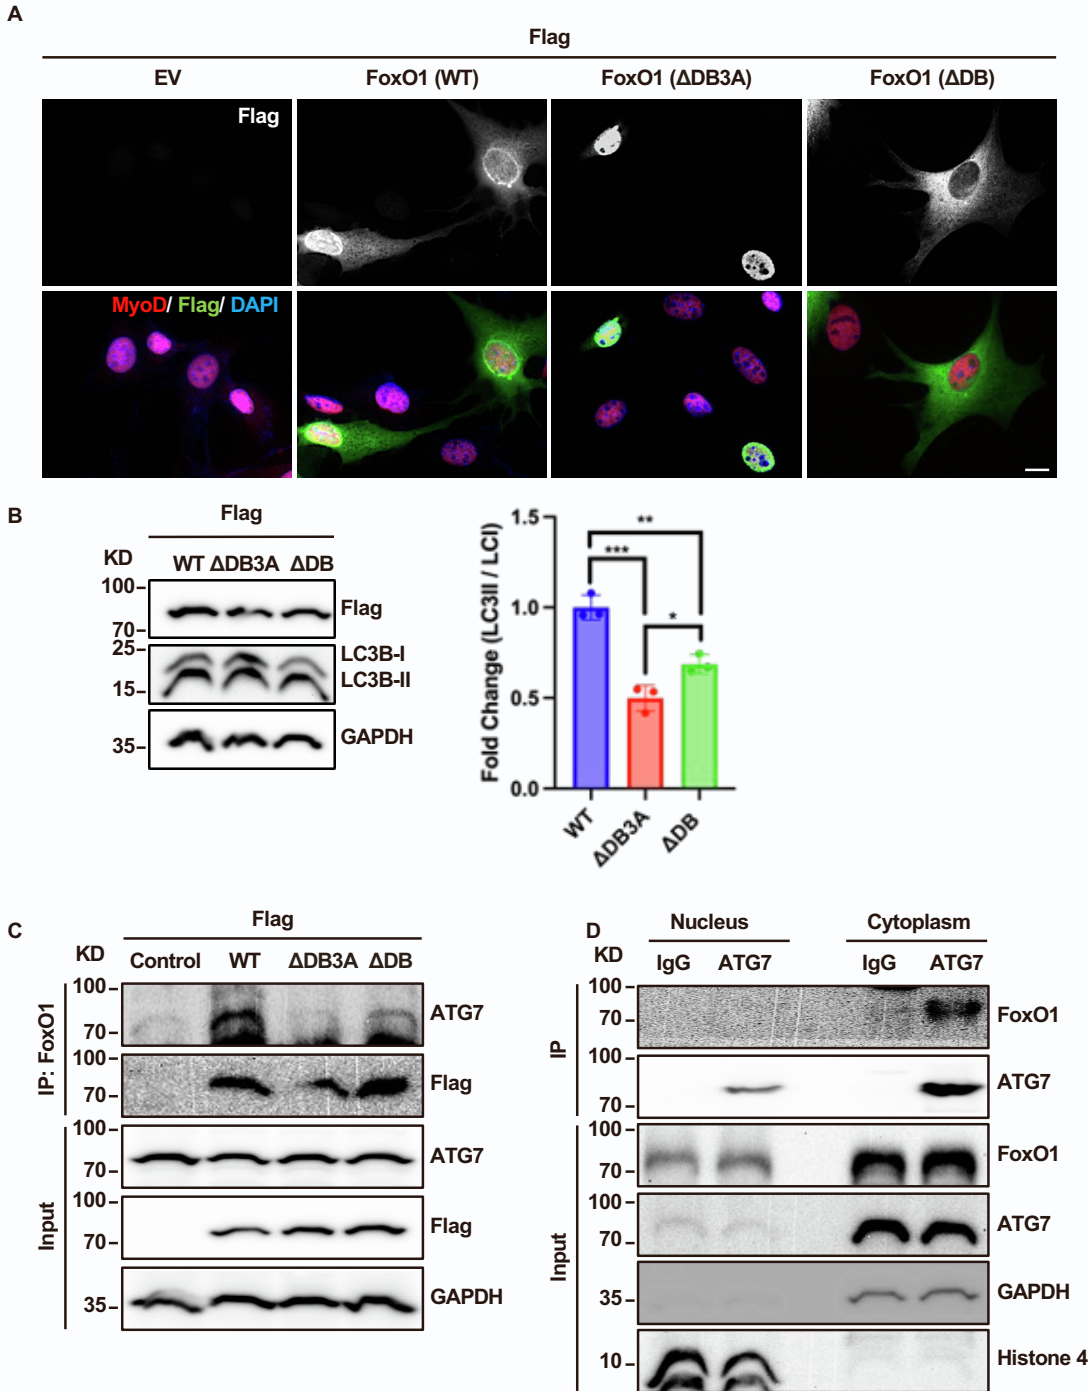 A
Flag
EV
FoxO1 (WT)
FoxO1 (ΔDB3A)
FoxO1 (ΔDB)
Flag
MyoD/ Flag/ DAPI
B
Flag
KD
WT ΔDB3A ΔDB
100
70
Flag
25
15
LC3B-I
LC3B-II
35
GAPDH
Fold Change (LC3II / LCI)
1.5
1.0
0.5
0.0
**
***
*
WT
ΔDB3A
ΔDB
C
Flag
KD
Control WT ΔDB3A ΔDB
IP: FoxO1
100
70
ATG7
100
70
Flag
Input
100
70
ATG7
100
70
Flag
35
GAPDH
D
Nucleus Cytoplasm
KD
IgG ATG7 IgG ATG7
IP
100
70
FoxO1
100
70
ATG7
Input
100
70
FoxO1
100
70
ATG7
35
GAPDH
10
Histone 4